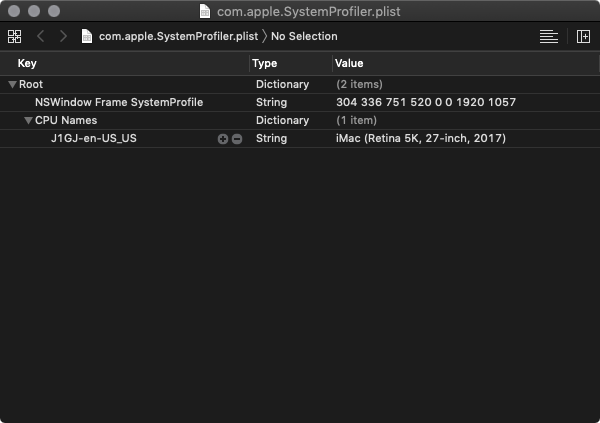 com.apple.SystemProfiler.plist
com.apple.SystemProfiler.plist No Selection
Key Type Value
Root Dictionary (2 items)
NSWindow Frame SystemProfile String 304 336 751 520 0 0 1920 1057
CPU Names Dictionary (1 item)
J1GJ-en-US_US String iMac (Retina 5K, 27-inch, 2017)